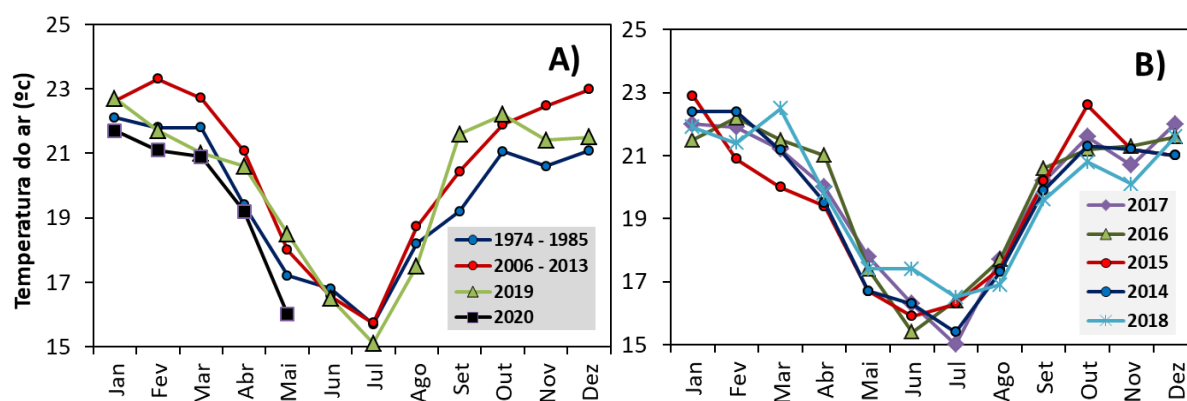 Temperatura do ar (ºc)
25
23
21
19
17
15
A)
1974 - 1985
2006 - 2013
2019
2020
Jan
Fev
Mar
Abr
Mai
Jun
Jul
Ago
Set
Out
Nov
Dez
25
23
21
19
17
15
B)
2017
2016
2015
2014
2018
Jan
Fev
Mar
Abr
Mai
Jun
Jul
Ago
Set
Out
Nov
Dez